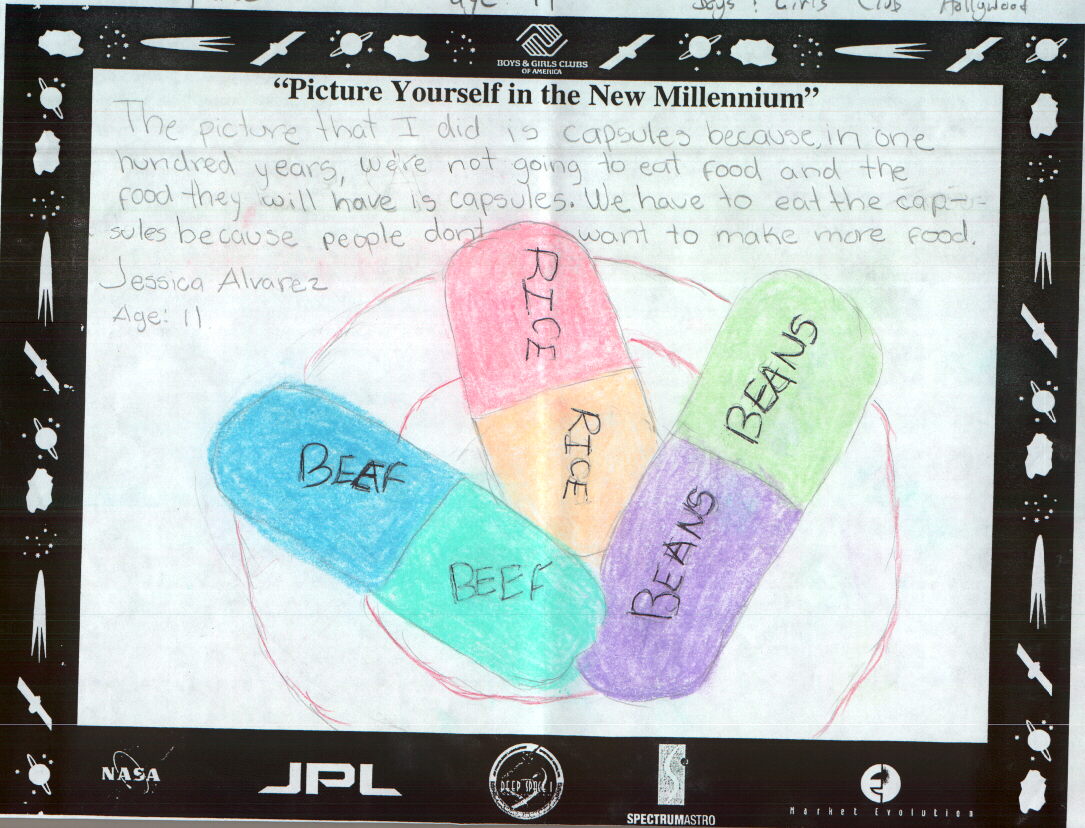 Age: 11 Boys & Girls Club Hollywood
BOYS & GIRLS CLUBS
OF AMERICA
“Picture Yourself in the New Millennium”
The picture that I did is capsules because, in one
hundred years, we're not going to eat food and the
food they will have is capsules. We have to eat the cap-
sules because people dont want to make more food.
Jessica Alvarez
Age: 11
RICE
RICE
BEANS
BEANS
BEEF
BEEF
NASA
JPL
DEEP SPACE 1
SPECTRUMASTRO
Market Evolution